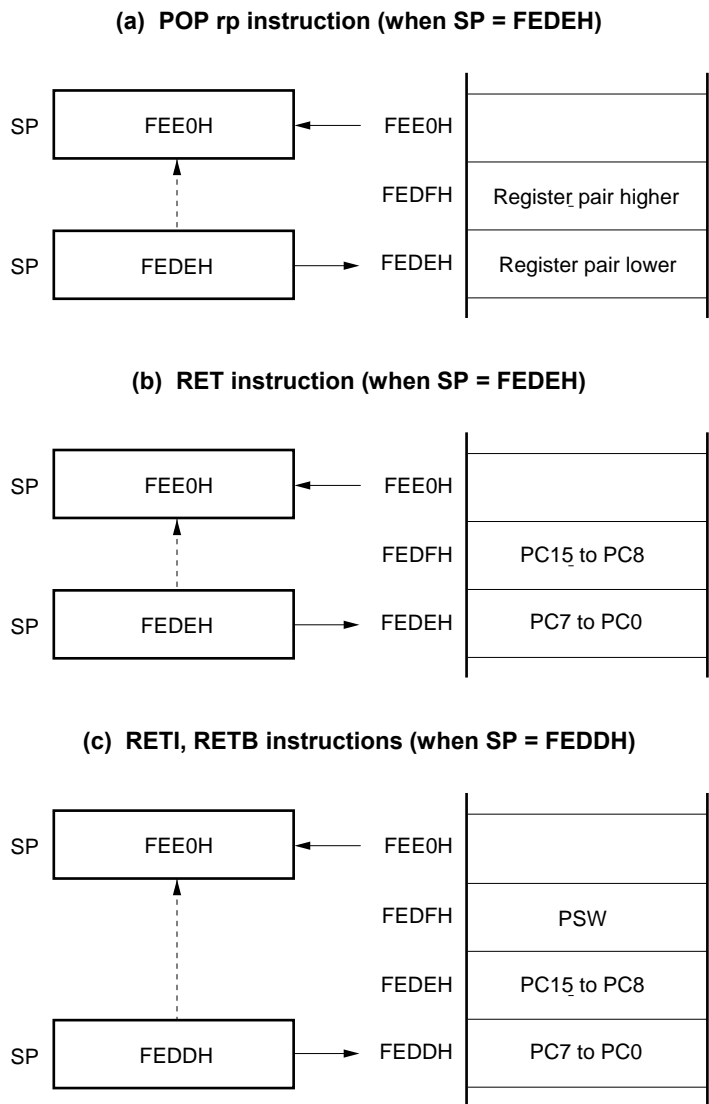 (a) POP rp instruction (when SP = FEDEH)
SP FEE0H FEE0H
FEDFH Register pair higher
SP FEDEH FEDEH Register pair lower
(b) RET instruction (when SP = FEDEH)
SP FEE0H FEE0H
FEDFH PC15 to PC8
SP FEDEH FEDEH PC7 to PC0
(c) RETI, RETB instructions (when SP = FEDDH)
SP FEE0H FEE0H
FEDFH PSW
FEDEH PC15 to PC8
SP FEDDH FEDDH PC7 to PC0